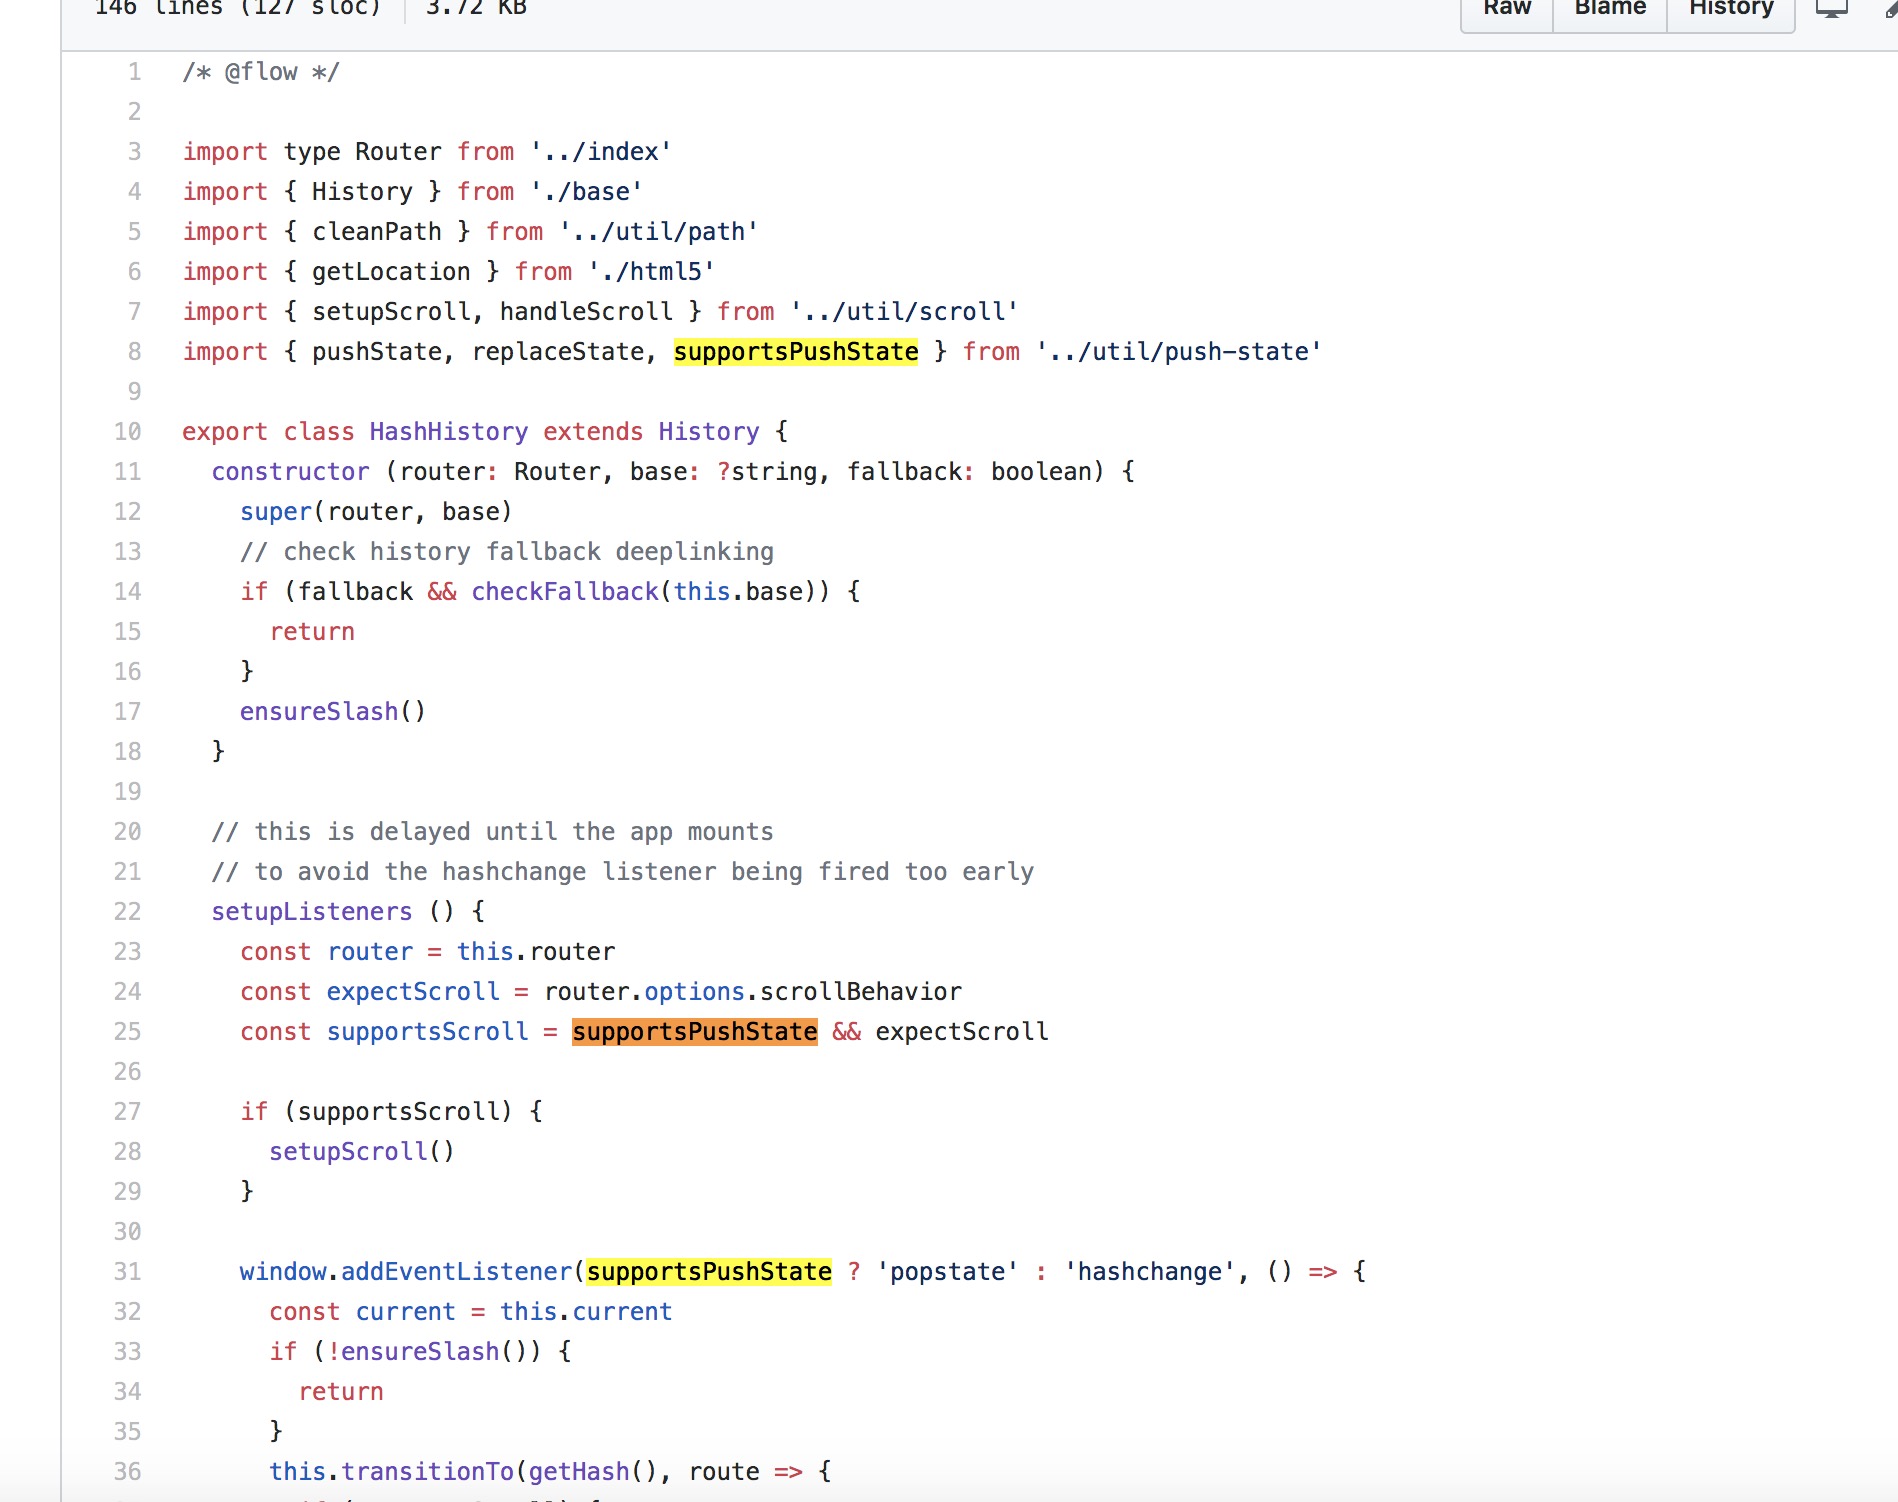 146 lines (127 sloc) 3.72 KB Raw Blame History
1 /* @flow */
2
3 import type Router from '../index'
4 import { History } from './base'
5 import { cleanPath } from '../util/path'
6 import { getLocation } from './html5'
7 import { setupScroll, handleScroll } from '../util/scroll'
8 import { pushState, replaceState, supportsPushState } from '../util/push-state'
9
10 export class HashHistory extends History {
11   constructor (router: Router, base: ?string, fallback: boolean) {
12     super(router, base)
13     // check history fallback deeplinking
14     if (fallback && checkFallback(this.base)) {
15       return
16     }
17     ensureSlash()
18   }
19
20   // this is delayed until the app mounts
21   // to avoid the hashchange listener being fired too early
22   setupListeners () {
23     const router = this.router
24     const expectScroll = router.options.scrollBehavior
25     const supportsScroll = supportsPushState && expectScroll
26
27     if (supportsScroll) {
28       setupScroll()
29     }
30
31     window.addEventListener(supportsPushState ? 'popstate' : 'hashchange', () => {
32       const current = this.current
33       if (!ensureSlash()) {
34         return
35       }
36       this.transitionTo(getHash(), route => {